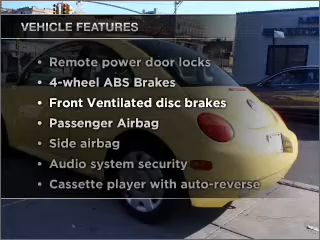 VEHICLE FEATURES
• Remote power door locks
• 4-wheel ABS Brakes
• Front Ventilated disc brakes
• Passenger Airbag
• Side airbag
• Audio system security
• Cassette player with auto-reverse